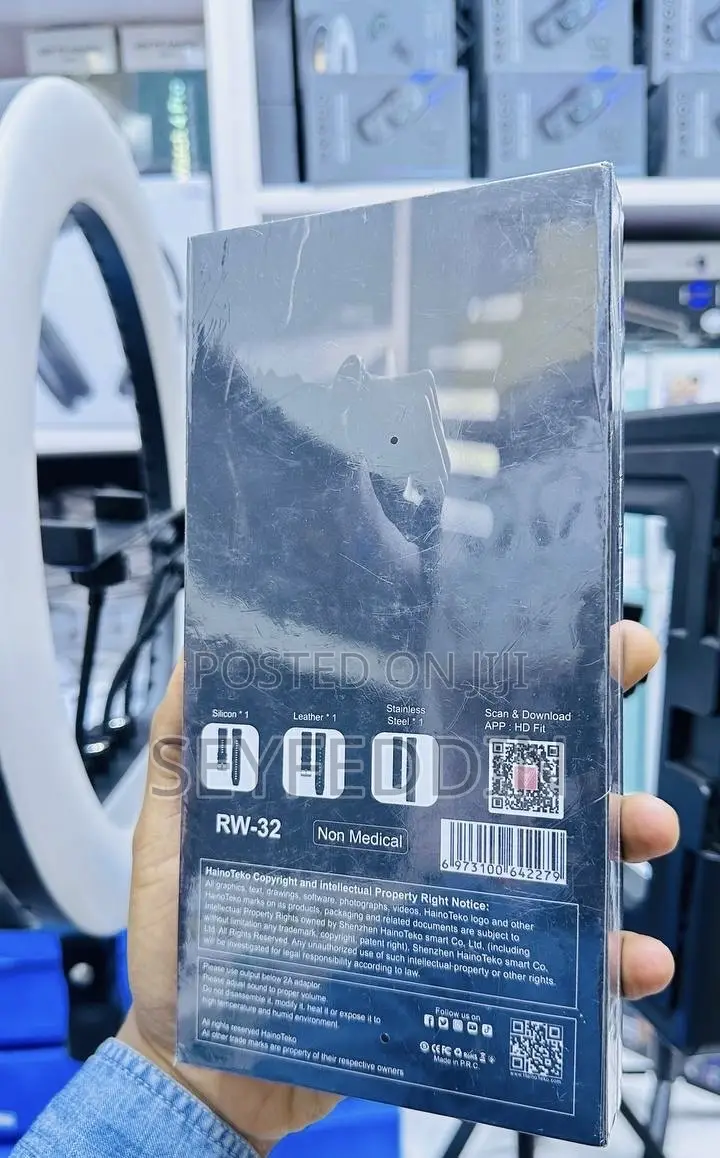 POSTED ON JIJI
Silicon * 1
Leather * 1
Stainless
Steel * 1
Scan & Download
APP : HD Fit
SEYFEDDIN
RW-32
Non Medical
6 973100 642279
HainoTeko Copyright and intellectual Property Right Notice:
All graphics, text, drawings, software, photographs, videos, HainoTeko logo and other
HainoTeko marks on its products, packaging and related documents are subject to
intellectual Property Rights owned by Shenzhen HainoTeko smart Co, Ltd. (including
without limitation any trademark, copyright, patent right), Shenzhen HainoTeko smart Co,
Ltd. All Rights Reserved. Any unauthorized use of such intellectual property or other rights.
will be investigated for legal responsibility according to law.
Please use output below 2A adaptor
Please adjust sound to proper volume.
Do not disassemble it, modify it, heat it or expose it to
high temperature and humid environment.
All rights reserved HainoTeko
All other trade marks are property of their respective owners
Follow us on
Made in P.R.C.
www.HainoTeko.com